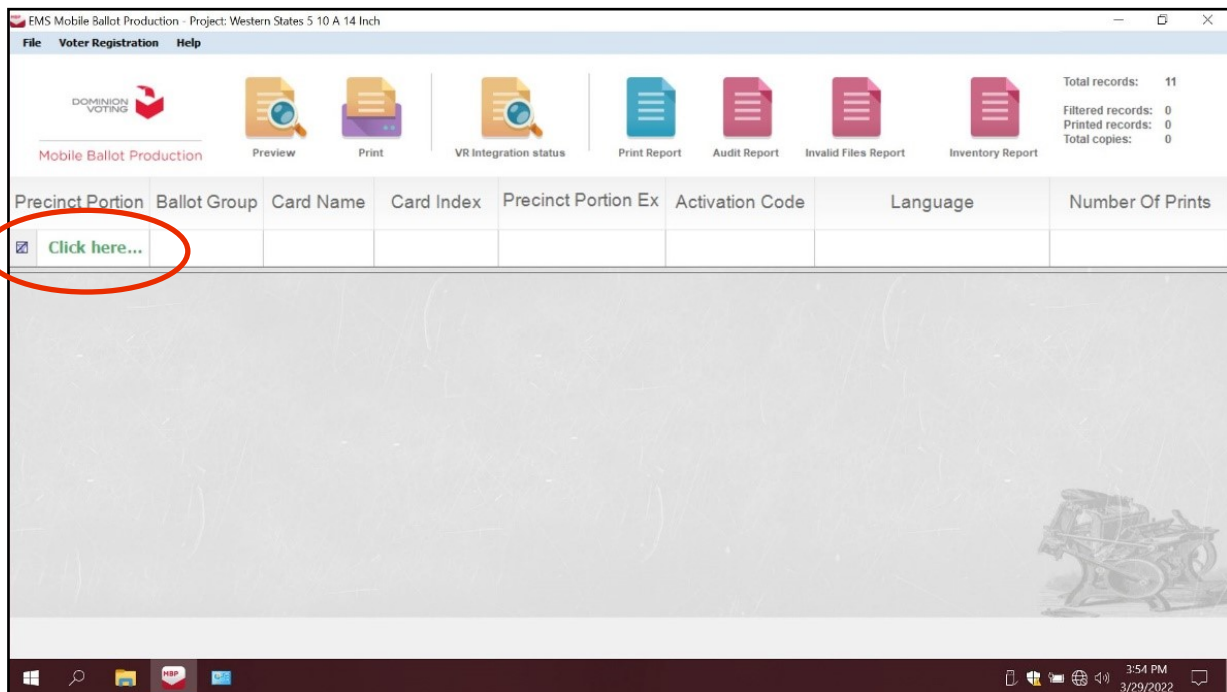 EMS Mobile Ballot Production - Project: Western States 5 10 A 14 Inch
File Voter Registration Help
DOMINION
VOTING
Mobile Ballot Production
Preview
Print
VR Integration status
Print Report
Audit Report
Invalid Files Report
Inventory Report
Total records: 11
Filtered records: 0
Printed records: 0
Total copies: 0
Precinct Portion Ballot Group Card Name Card Index Precinct Portion Ex Activation Code Language Number Of Prints
Click here...
MBP
3:54 PM
3/29/2022